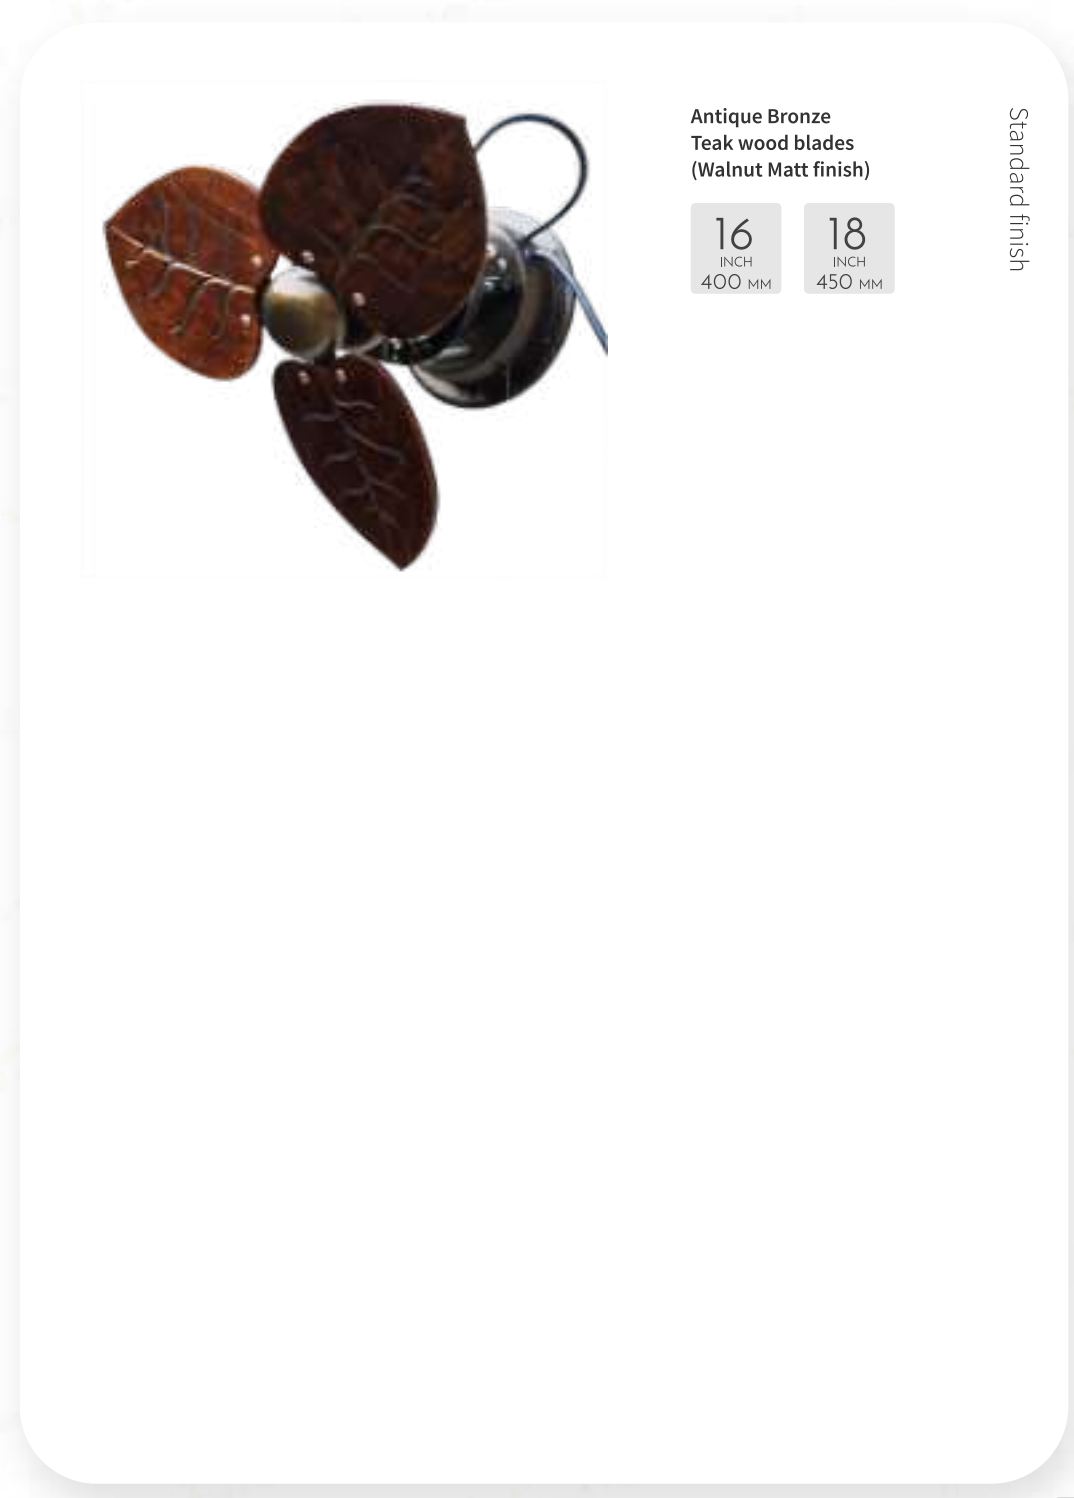 Antique Bronze
Teak wood blades
(Walnut Matt finish)
16
INCH
400 MM
18
INCH
450 MM
Standard finish